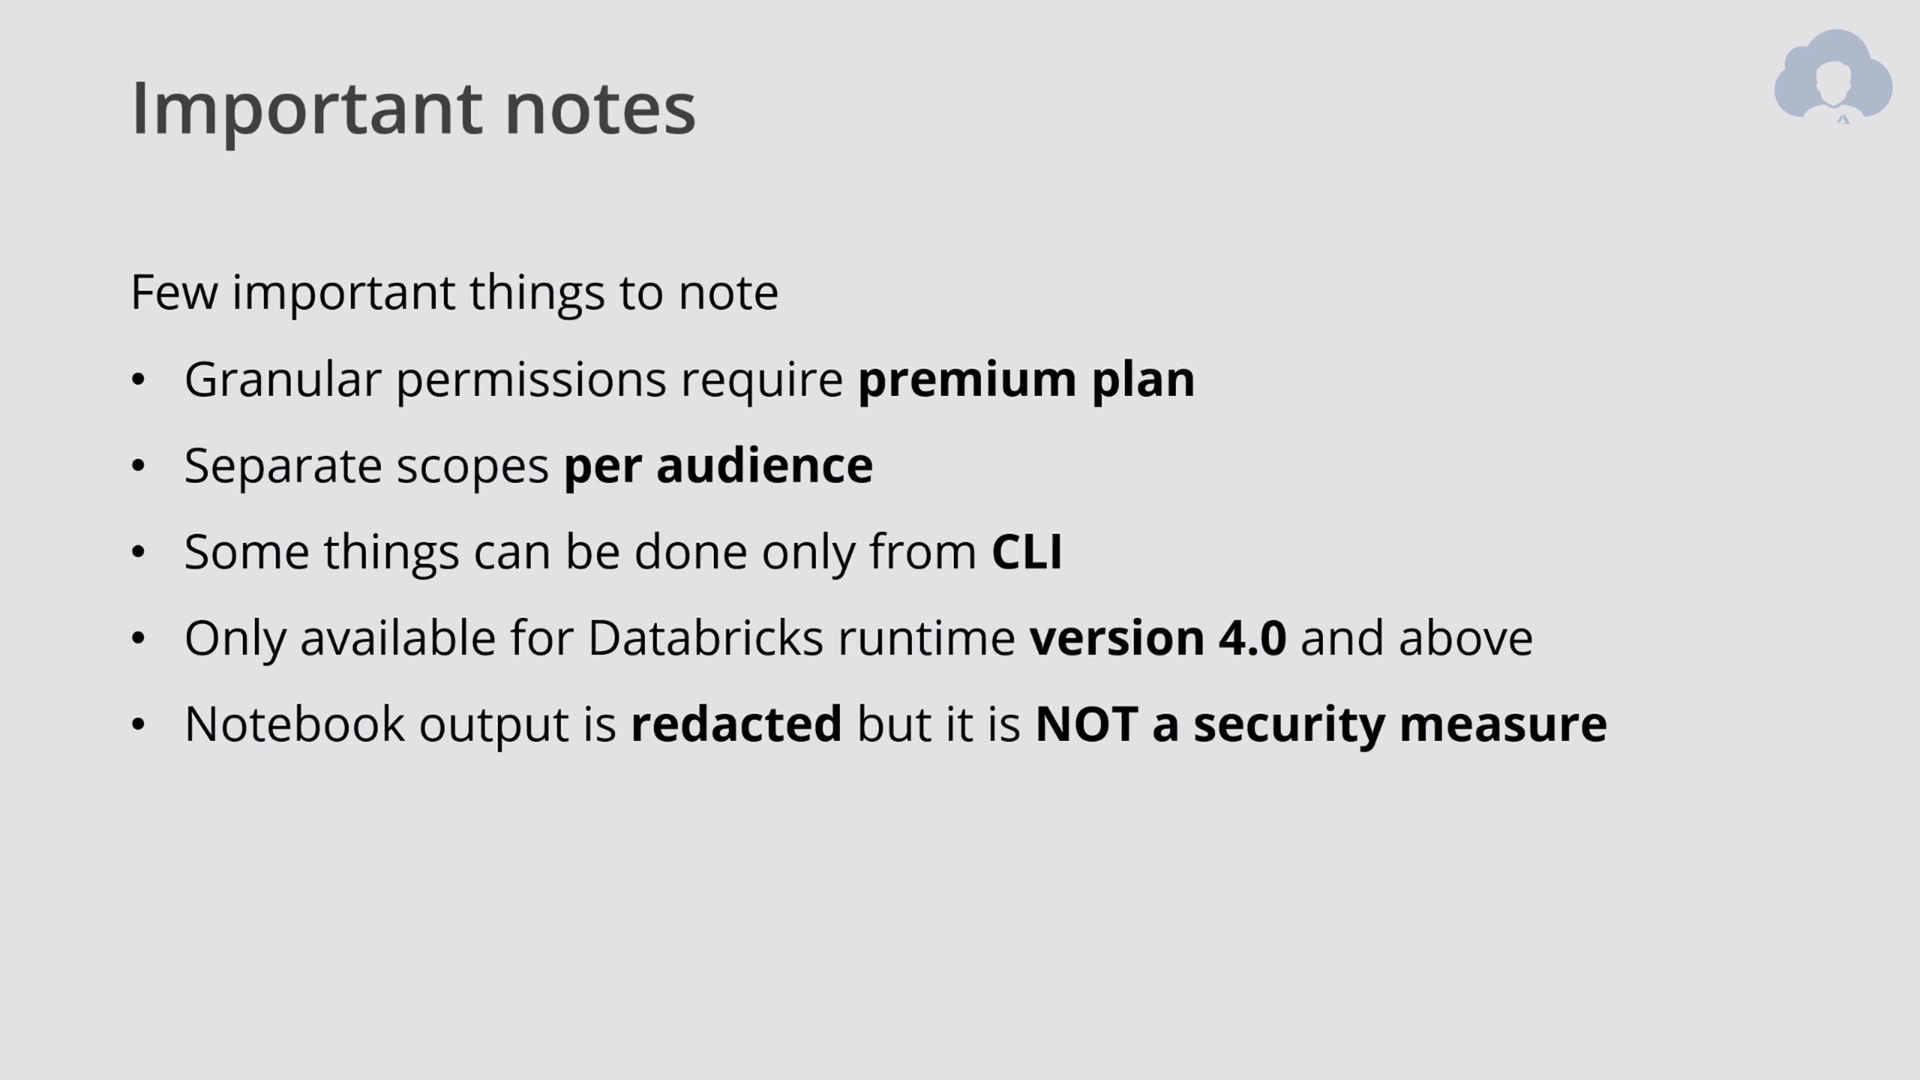 Important notes
Few important things to note
• Granular permissions require premium plan
• Separate scopes per audience
• Some things can be done only from CLI
• Only available for Databricks runtime version 4.0 and above
• Notebook output is redacted but it is NOT a security measure